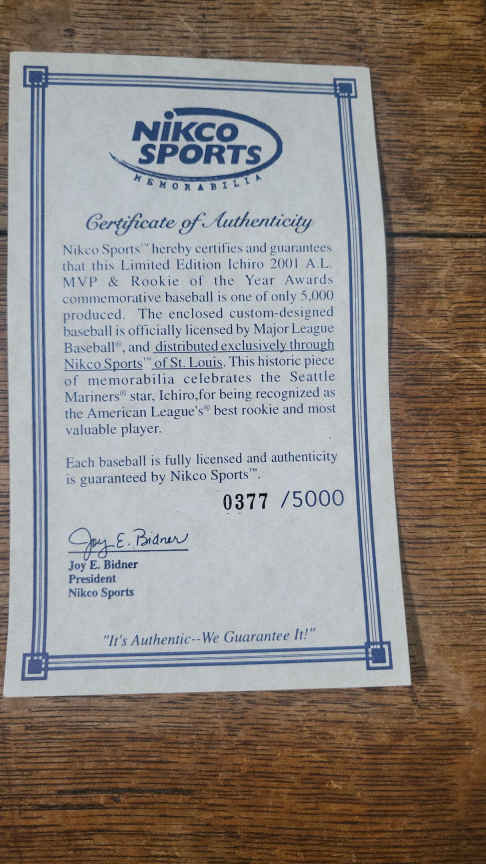 NiKCO
SPORTS
MEMORABILIA
Certificate of Authenticity
Nikco Sports™ hereby certifies and guarantees
that this Limited Edition Ichiro 2001 A.L.
MVP & Rookie of the Year Awards
commemorative baseball is one of only 5,000
produced. The enclosed custom-designed
baseball is officially licensed by Major League
Baseball®, and distributed exclusively through
Nikco Sports™ of St. Louis. This historic piece
of memorabilia celebrates the Seattle
Mariners® star, Ichiro,for being recognized as
the American League's® best rookie and most
valuable player.
Each baseball is fully licensed and authenticity
is guaranteed by Nikco Sports™.
0377 /5000
Joy E. Bidner
Joy E. Bidner
President
Nikco Sports
"It's Authentic--We Guarantee It!"